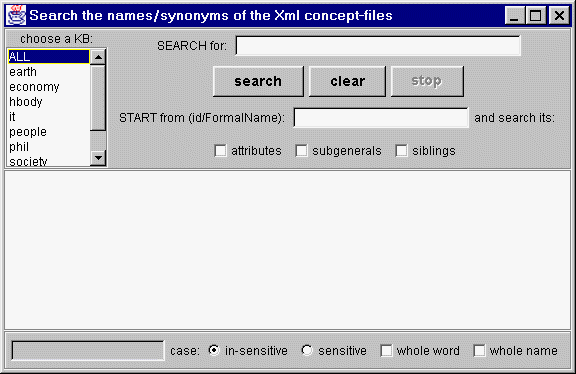 Search the names/synonyms of the Xml concept-files
choose a KB:
ALL
earth
economy
hbody
it
people
phil
society
SEARCH for:
search clear stop
START from (id/FormalName): and search its:
attributes subgenerals siblings
case: in-sensitive sensitive whole word whole name